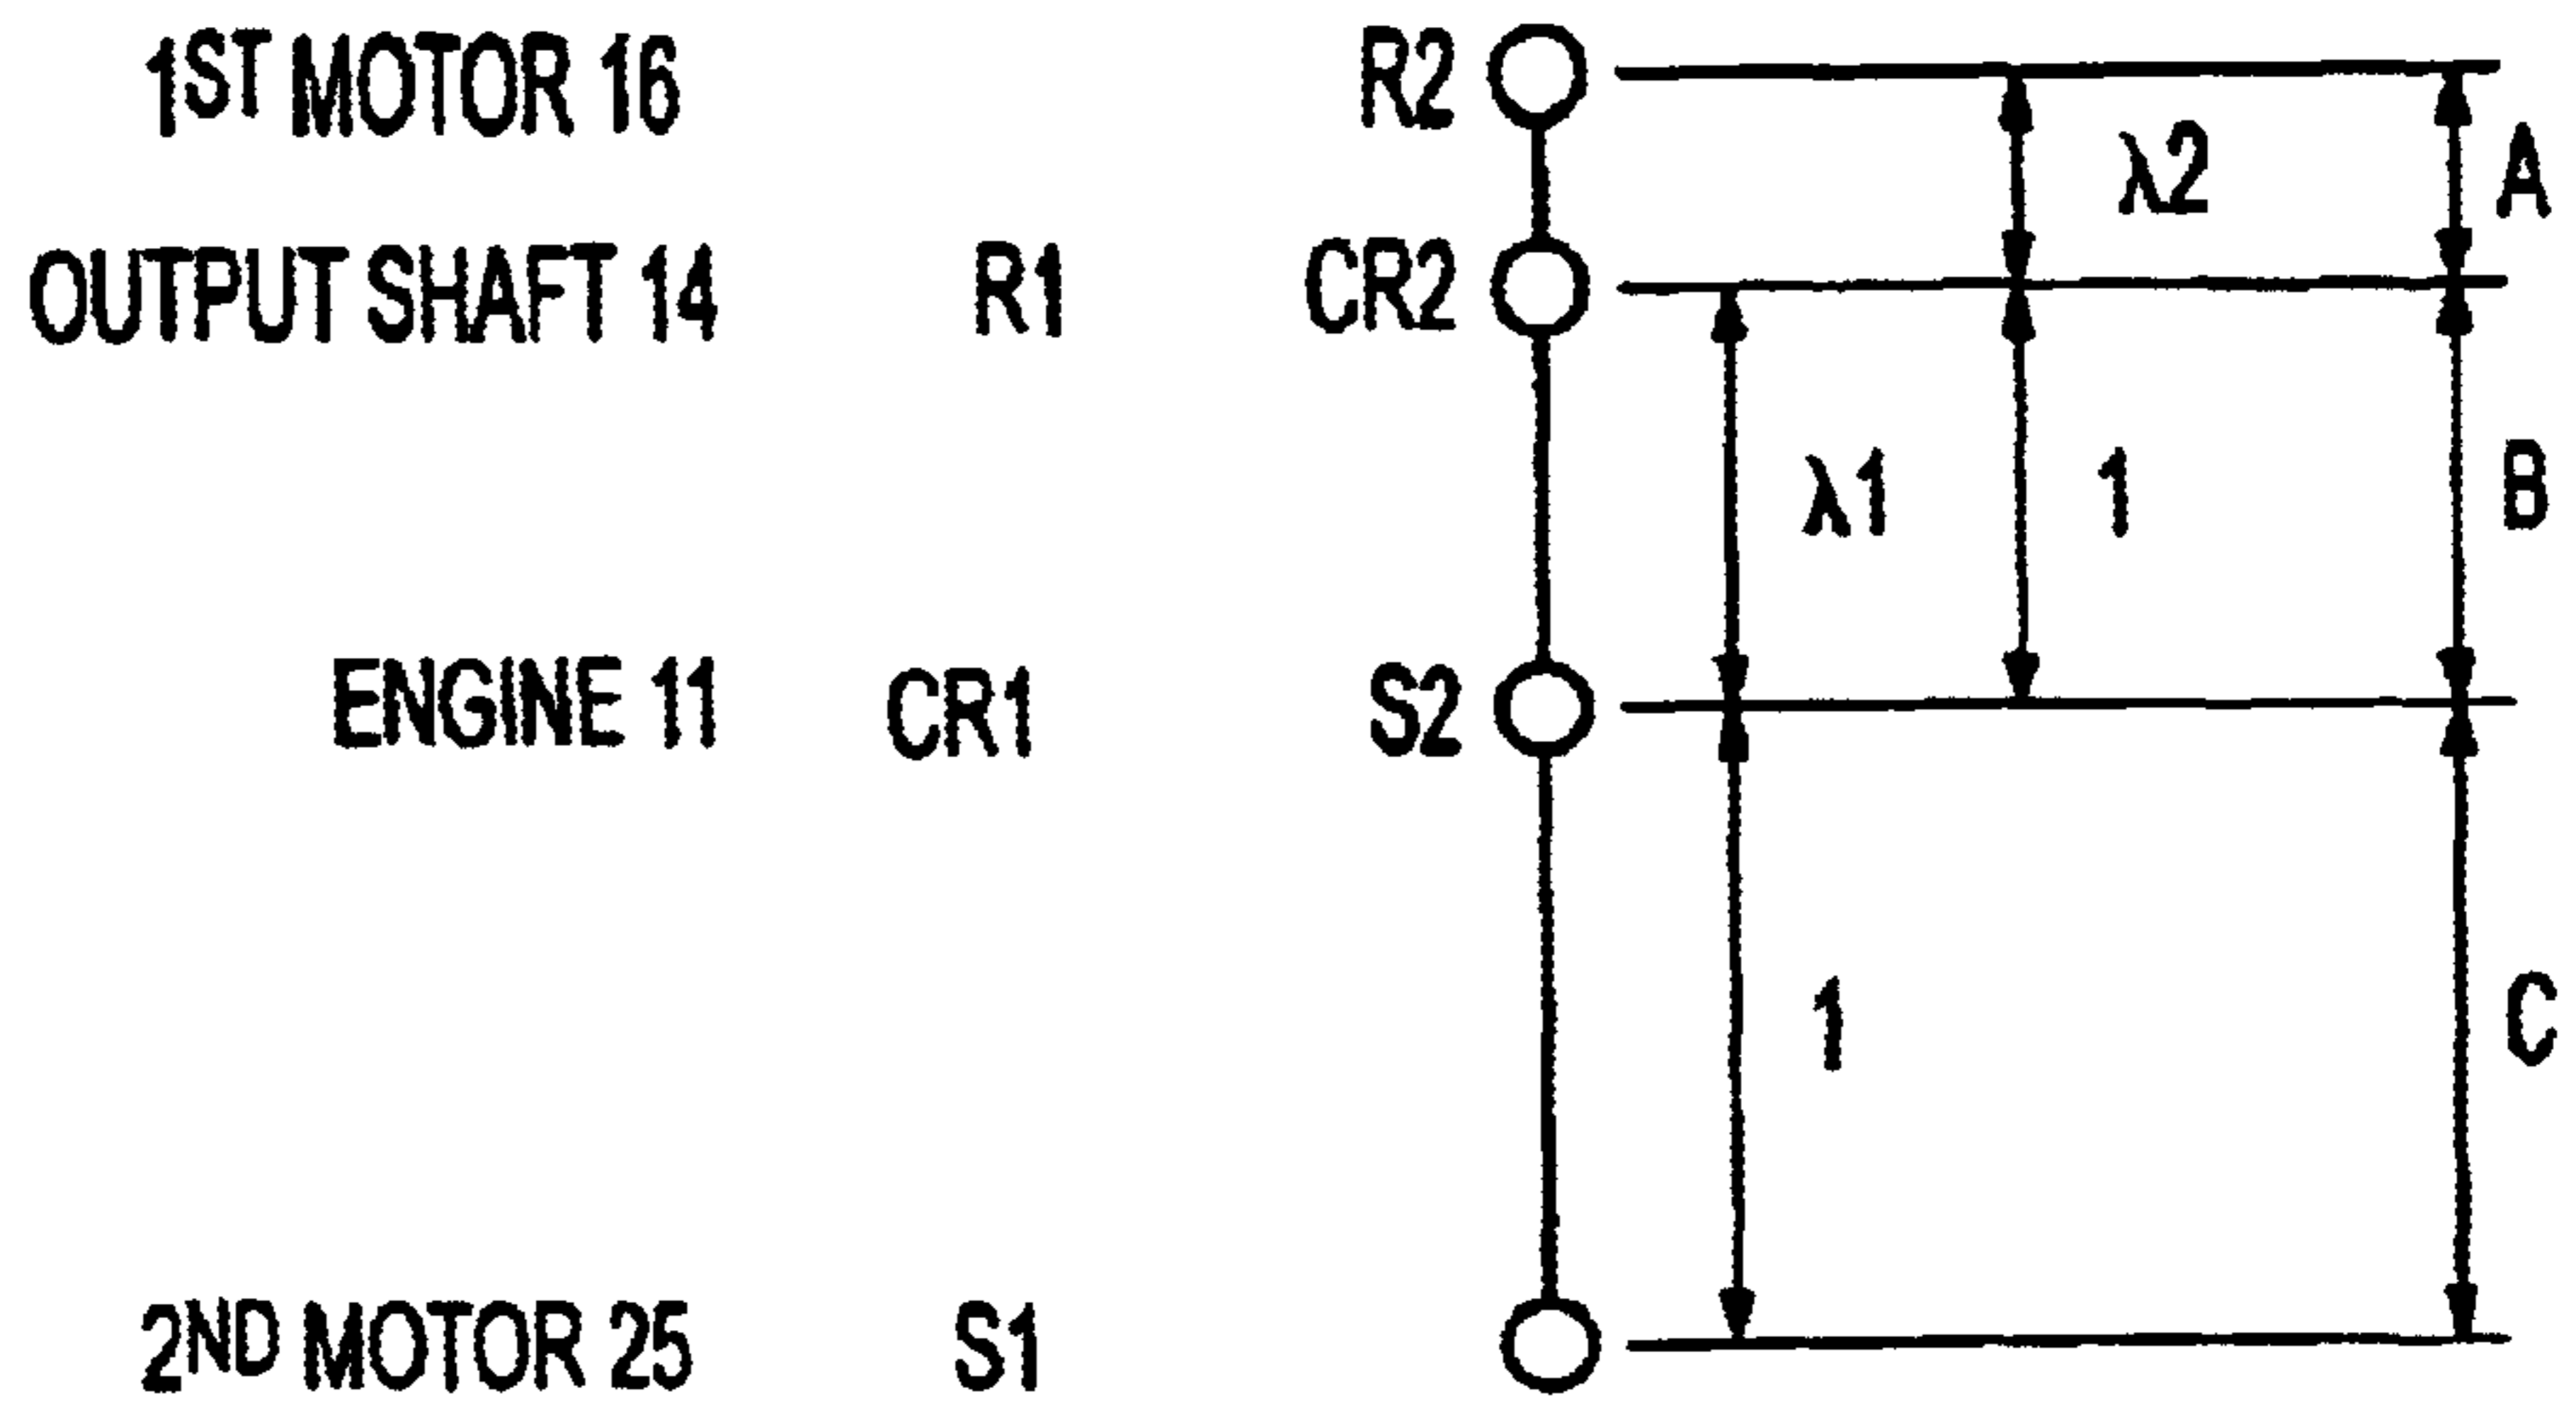 1ST MOTOR 16 R2
λ2 A
OUTPUT SHAFT 14 R1 CR2
λ1 1 B
ENGINE 11 CR1 S2
1 C
2ND MOTOR 25 S1